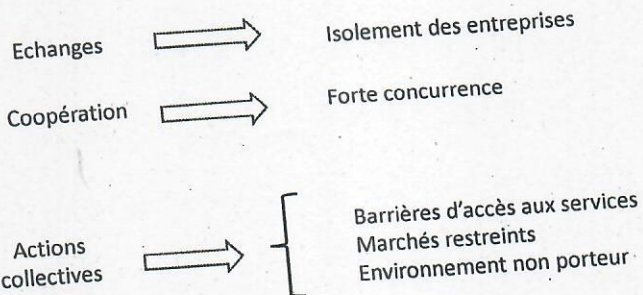 Echanges
Isolement des entreprises
Coopération
Forte concurrence
Actions
collectives
Barrières d'accès aux services
Marchés restreints
Environnement non porteur